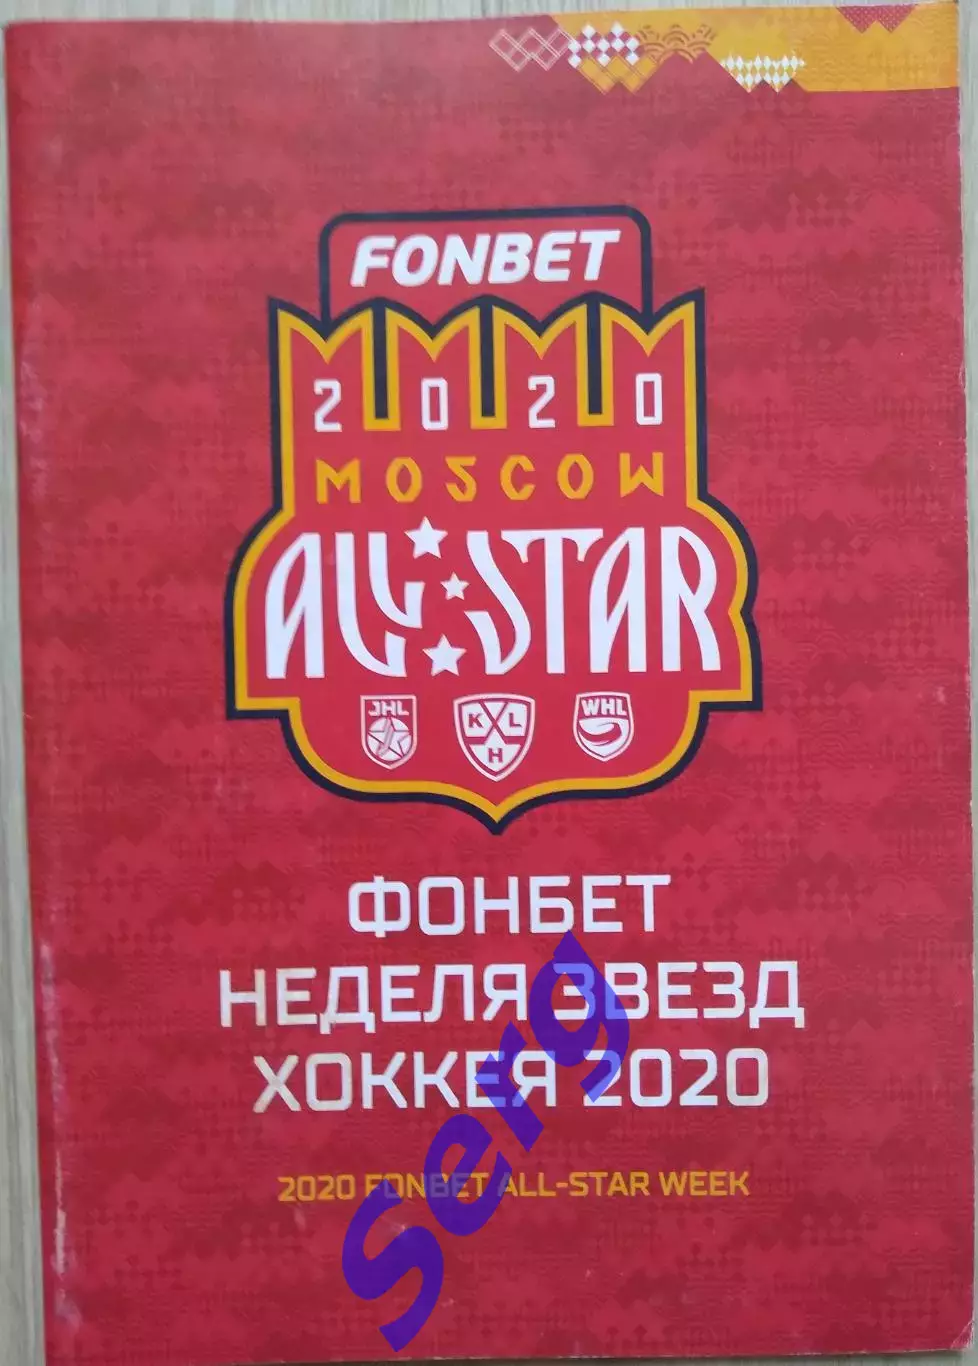 FONBET
2020
MOSCOW
ALL STAR
JHL
KHL
WHL
ФОНБЕТ
НЕДЕЛЯ ЗВЕЗД
ХОККЕЯ 2020
2020 FONBET ALL-STAR WEEK
Serg